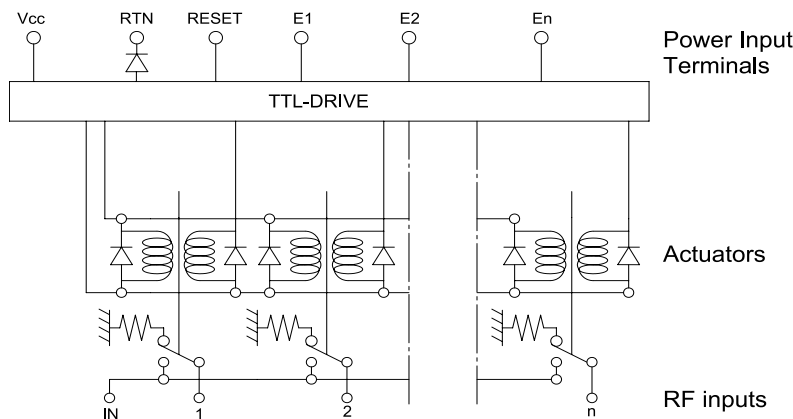 Vcc RTN RESET E1 E2 En
Power Input
Terminals
TTL-DRIVE
Actuators
IN 1 2 n
RF inputs